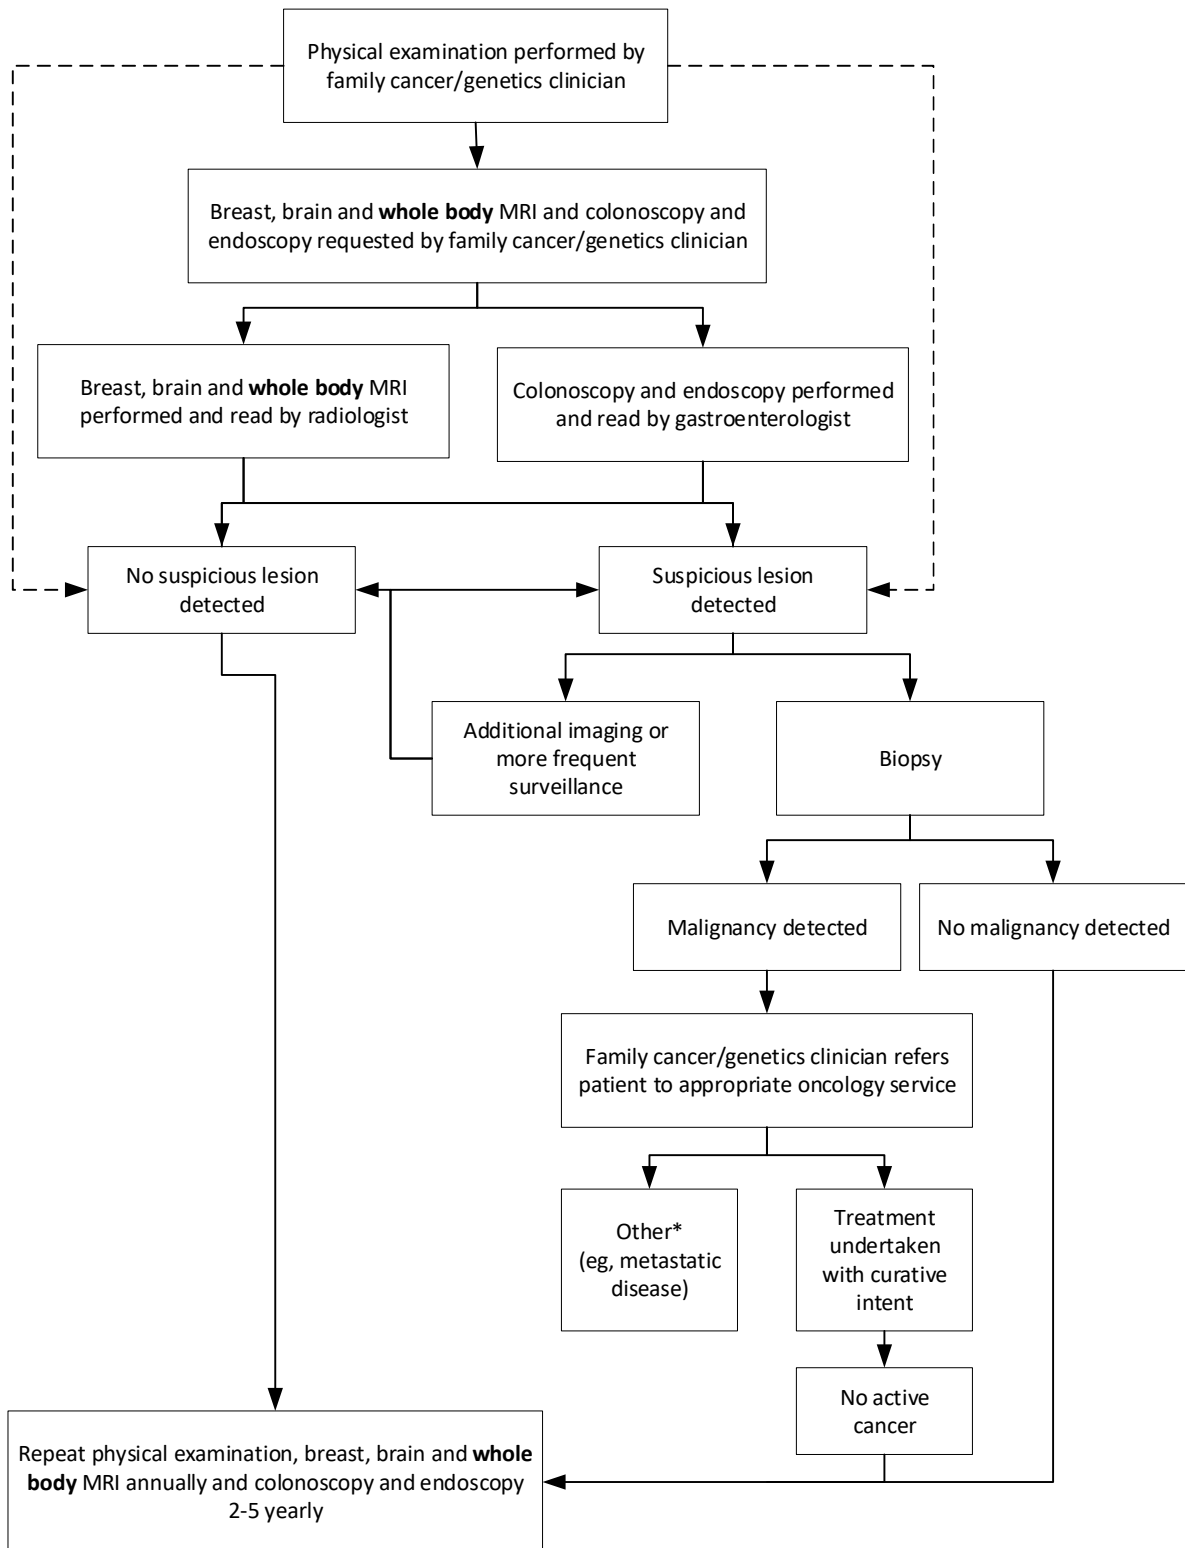 Physical examination performed by
family cancer/genetics clinician
Breast, brain and whole body MRI and colonoscopy and
endoscopy requested by family cancer/genetics clinician
Breast, brain and whole body MRI
performed and read by radiologist
Colonoscopy and endoscopy performed
and read by gastroenterologist
No suspicious lesion
detected
Suspicious lesion
detected
Additional imaging or
more frequent
surveillance
Biopsy
Malignancy detected
No malignancy detected
Family cancer/genetics clinician refers
patient to appropriate oncology service
Other*
(eg, metastatic
disease)
Treatment
undertaken
with curative
intent
No active
cancer
Repeat physical examination, breast, brain and whole
body MRI annually and colonoscopy and endoscopy
2-5 yearly